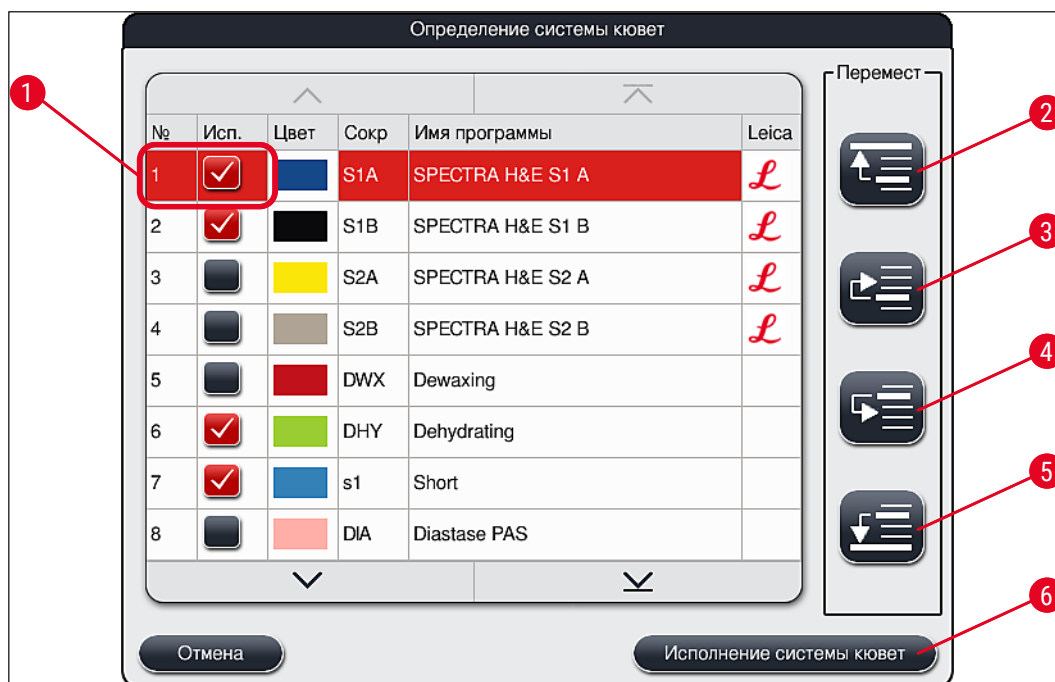 Определение системы кювет
Перемест
№ Исп. Цвет Сокр Имя программы Leica
1 S1A SPECTRA H&E S1 A
2 S1B SPECTRA H&E S1 B
3 S2A SPECTRA H&E S2 A
4 S2B SPECTRA H&E S2 B
5 DWX Dewaxing
6 DHY Dehydrating
7 s1 Short
8 DIA Diastase PAS
Отмена
Исполнение системы кювет
1
2
3
4
5
6